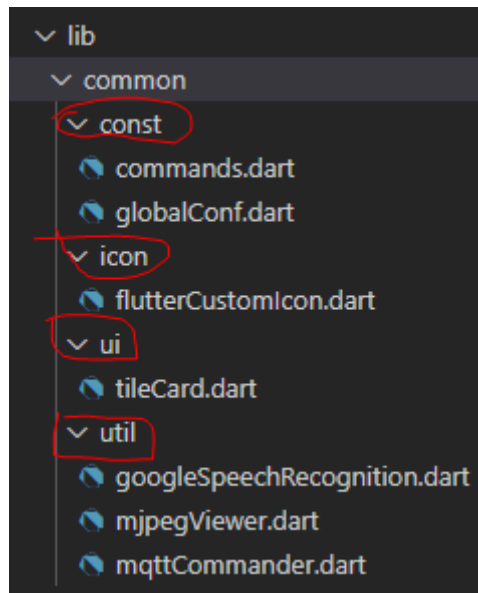 lib
common
const
commands.dart
globalConf.dart
icon
flutterCustomIcon.dart
ui
tileCard.dart
util
googleSpeechRecognition.dart
mjpegViewer.dart
mqttCommander.dart